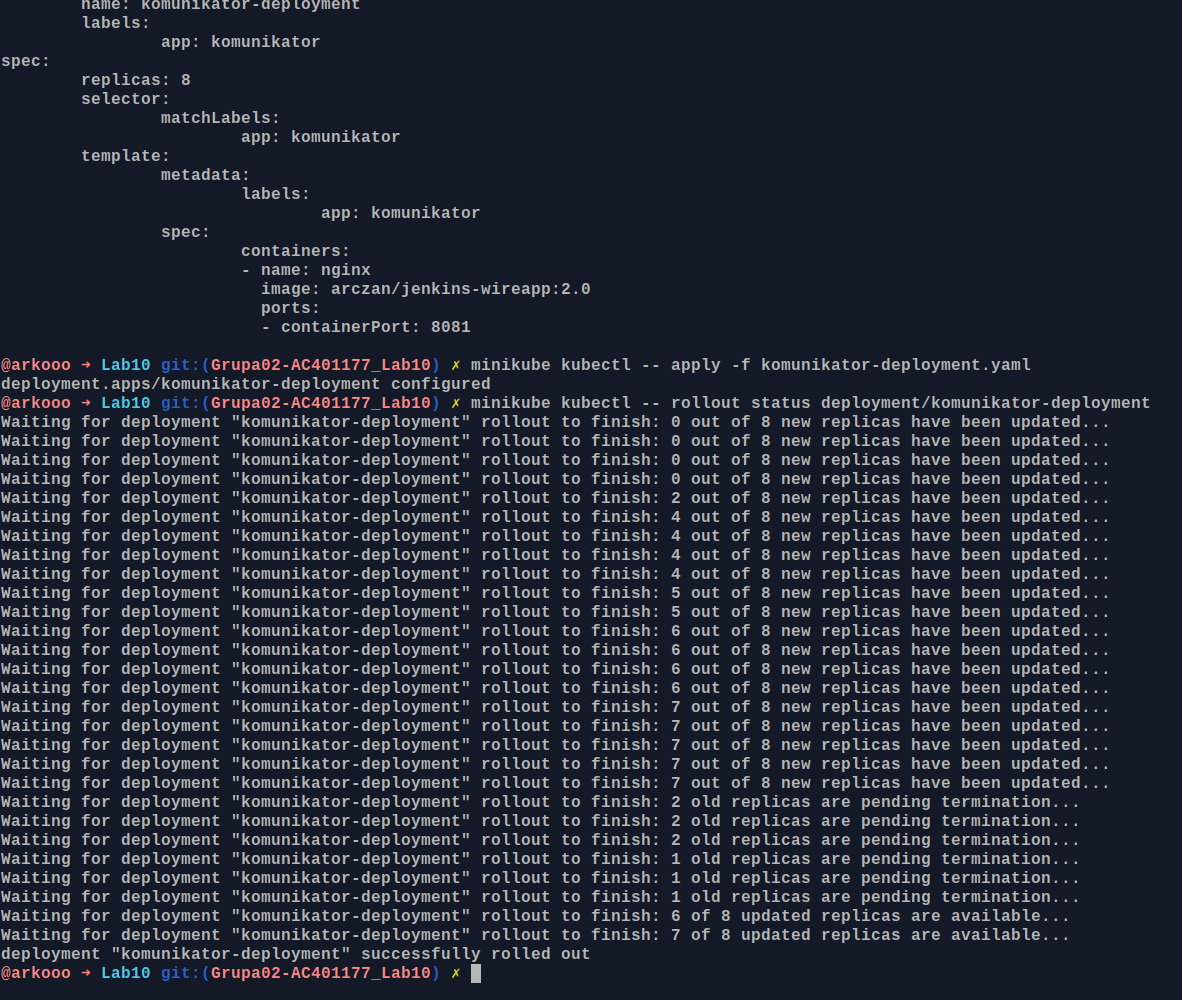 name: komunikator-deployment
labels:
app: komunikator
spec:
replicas: 8
selector:
matchLabels:
app: komunikator
template:
metadata:
labels:
app: komunikator
spec:
containers:
- name: nginx
image: arczan/jenkins-wireapp:2.0
ports:
- containerPort: 8081
@arkooo → Lab10 git:(Grupa02-AC401177_Lab10) ✗ minikube kubectl -- apply -f komunikator-deployment.yaml
deployment.apps/komunikator-deployment configured
@arkooo → Lab10 git:(Grupa02-AC401177_Lab10) ✗ minikube kubectl -- rollout status deployment/komunikator-deployment
Waiting for deployment "komunikator-deployment" rollout to finish: 0 out of 8 new replicas have been updated...
Waiting for deployment "komunikator-deployment" rollout to finish: 0 out of 8 new replicas have been updated...
Waiting for deployment "komunikator-deployment" rollout to finish: 0 out of 8 new replicas have been updated...
Waiting for deployment "komunikator-deployment" rollout to finish: 0 out of 8 new replicas have been updated...
Waiting for deployment "komunikator-deployment" rollout to finish: 2 out of 8 new replicas have been updated...
Waiting for deployment "komunikator-deployment" rollout to finish: 4 out of 8 new replicas have been updated...
Waiting for deployment "komunikator-deployment" rollout to finish: 4 out of 8 new replicas have been updated...
Waiting for deployment "komunikator-deployment" rollout to finish: 4 out of 8 new replicas have been updated...
Waiting for deployment "komunikator-deployment" rollout to finish: 4 out of 8 new replicas have been updated...
Waiting for deployment "komunikator-deployment" rollout to finish: 5 out of 8 new replicas have been updated...
Waiting for deployment "komunikator-deployment" rollout to finish: 5 out of 8 new replicas have been updated...
Waiting for deployment "komunikator-deployment" rollout to finish: 6 out of 8 new replicas have been updated...
Waiting for deployment "komunikator-deployment" rollout to finish: 6 out of 8 new replicas have been updated...
Waiting for deployment "komunikator-deployment" rollout to finish: 6 out of 8 new replicas have been updated...
Waiting for deployment "komunikator-deployment" rollout to finish: 6 out of 8 new replicas have been updated...
Waiting for deployment "komunikator-deployment" rollout to finish: 7 out of 8 new replicas have been updated...
Waiting for deployment "komunikator-deployment" rollout to finish: 7 out of 8 new replicas have been updated...
Waiting for deployment "komunikator-deployment" rollout to finish: 7 out of 8 new replicas have been updated...
Waiting for deployment "komunikator-deployment" rollout to finish: 7 out of 8 new replicas have been updated...
Waiting for deployment "komunikator-deployment" rollout to finish: 7 out of 8 new replicas have been updated...
Waiting for deployment "komunikator-deployment" rollout to finish: 2 old replicas are pending termination...
Waiting for deployment "komunikator-deployment" rollout to finish: 2 old replicas are pending termination...
Waiting for deployment "komunikator-deployment" rollout to finish: 2 old replicas are pending termination...
Waiting for deployment "komunikator-deployment" rollout to finish: 1 old replicas are pending termination...
Waiting for deployment "komunikator-deployment" rollout to finish: 1 old replicas are pending termination...
Waiting for deployment "komunikator-deployment" rollout to finish: 1 old replicas are pending termination...
Waiting for deployment "komunikator-deployment" rollout to finish: 6 of 8 updated replicas are available...
Waiting for deployment "komunikator-deployment" rollout to finish: 7 of 8 updated replicas are available...
deployment "komunikator-deployment" successfully rolled out
@arkooo → Lab10 git:(Grupa02-AC401177_Lab10) ✗